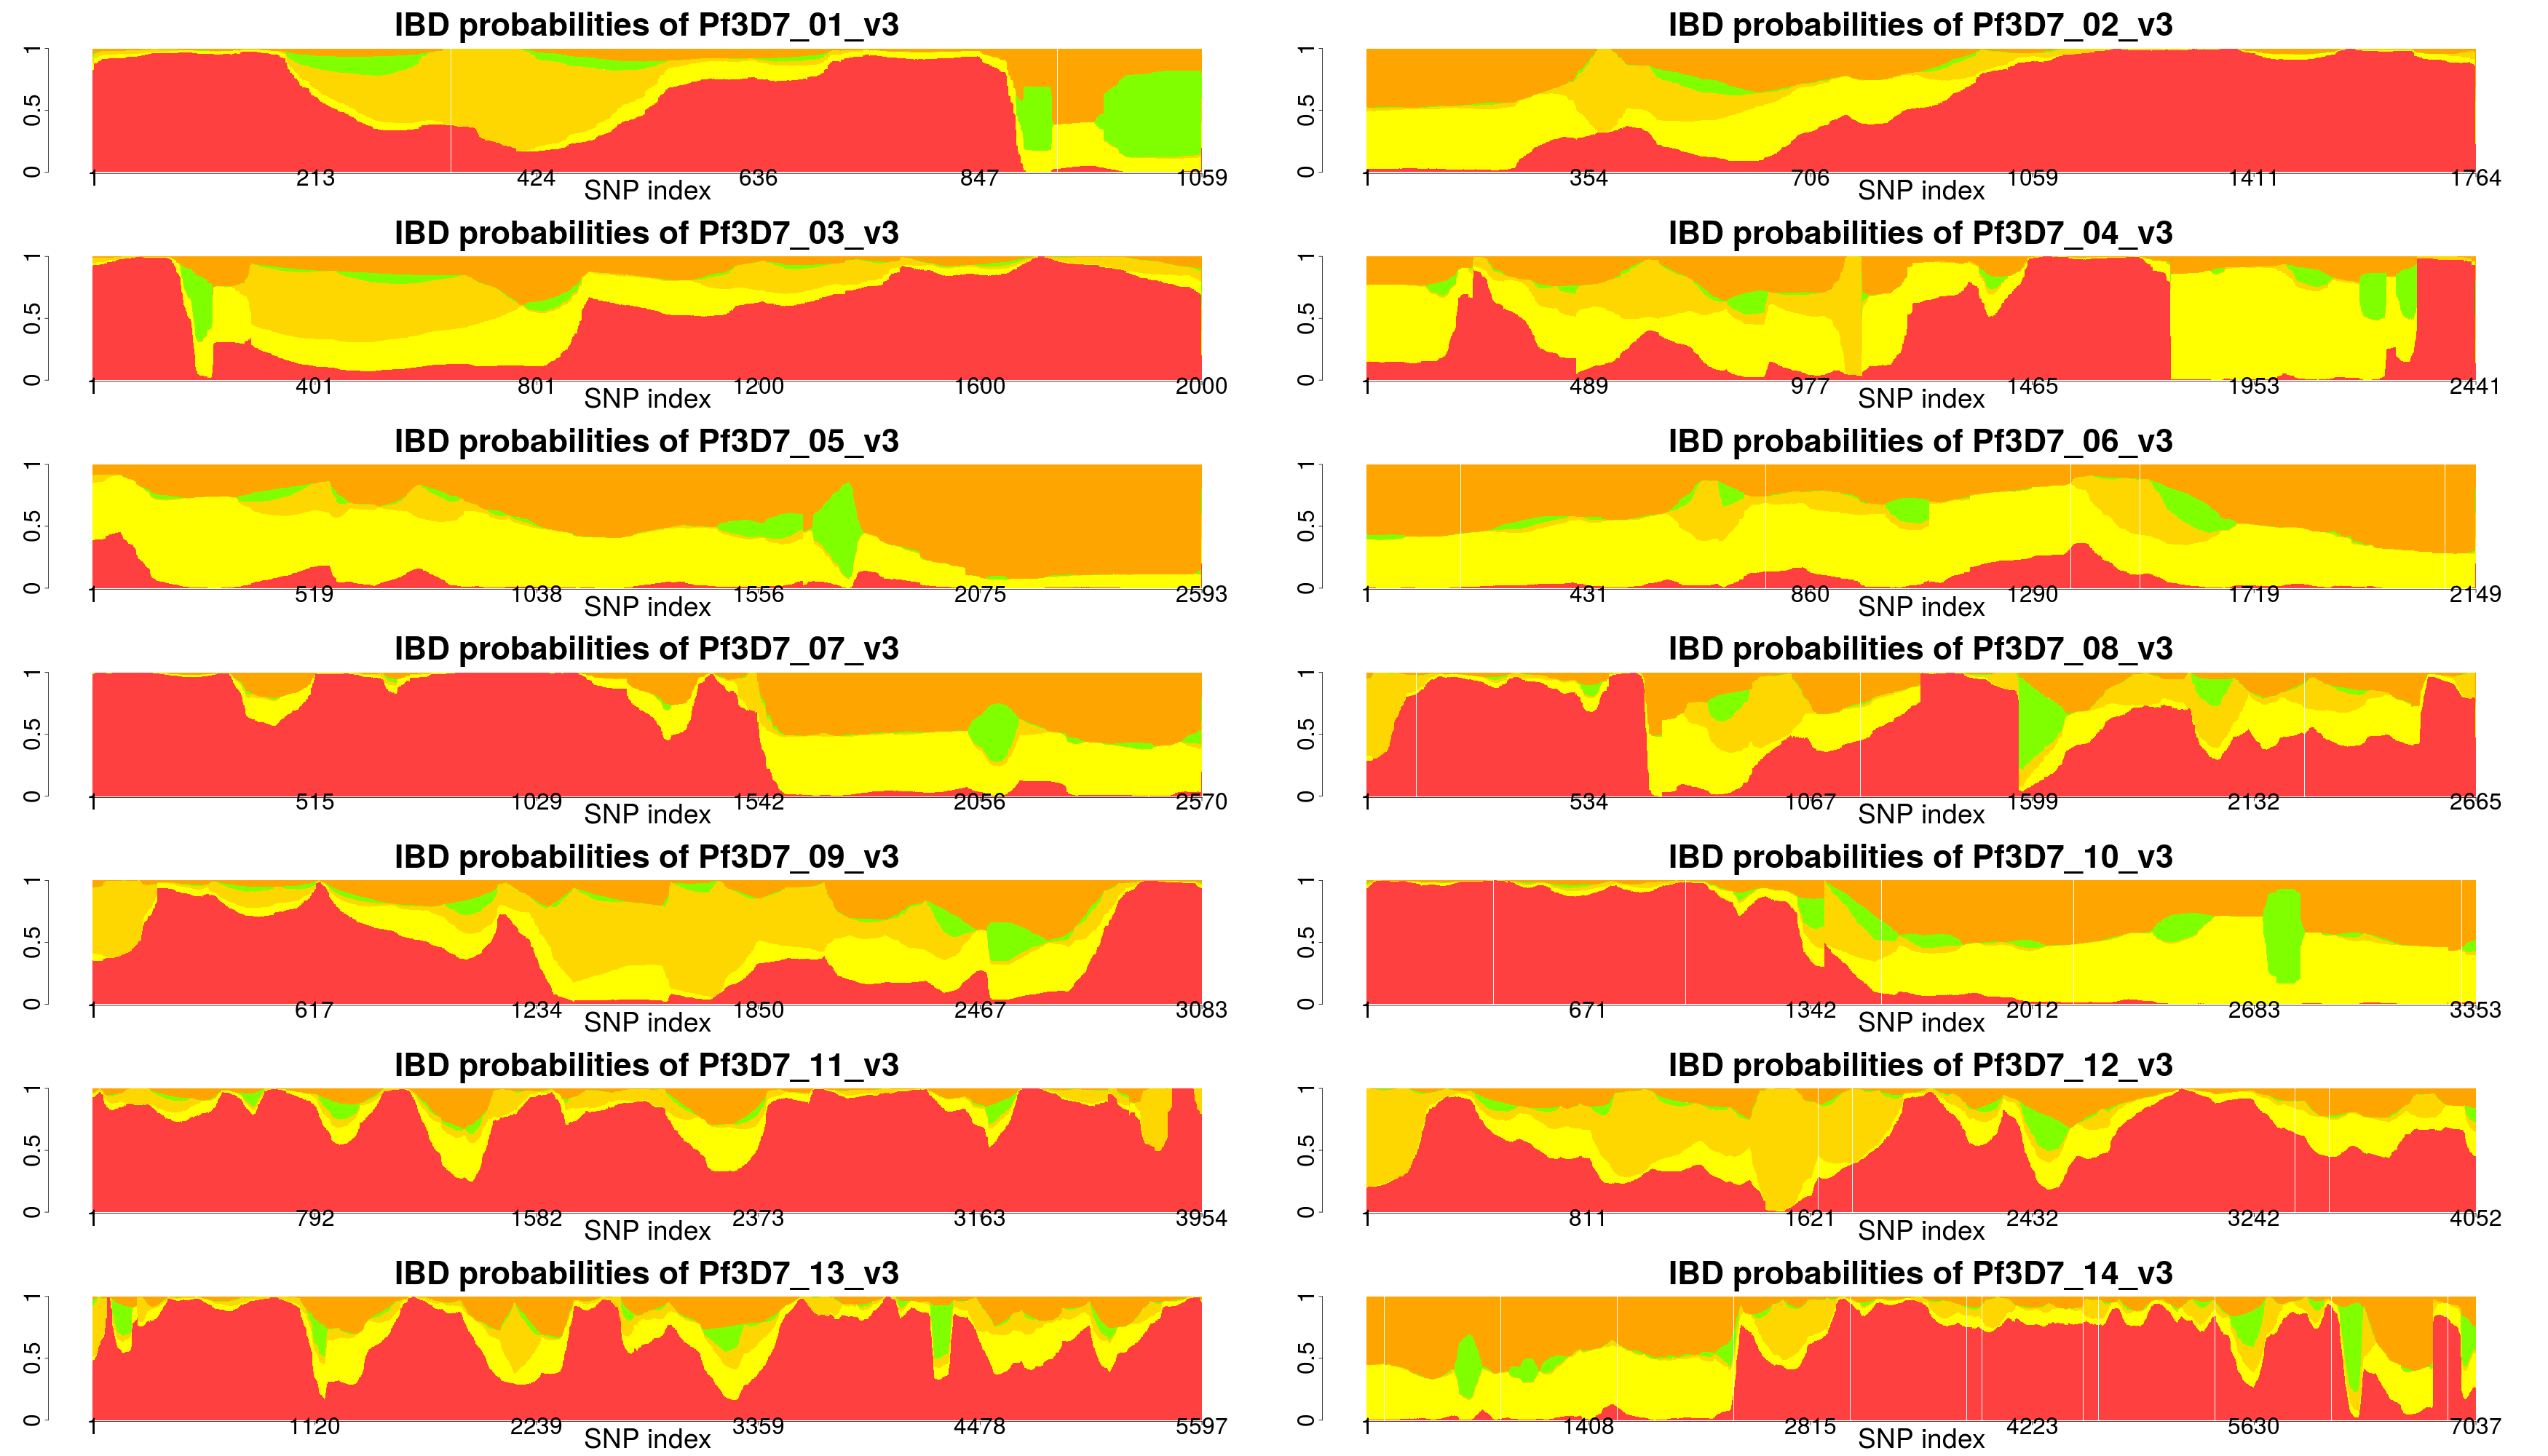 IBD probabilities of Pf3D7_01_v3
0 0.5 1
1 213 424 636 847 1059
SNP index
IBD probabilities of Pf3D7_02_v3
0 0.5 1
1 354 706 1059 1411 1764
SNP index
IBD probabilities of Pf3D7_03_v3
0 0.5 1
1 401 801 1200 1600 2000
SNP index
IBD probabilities of Pf3D7_04_v3
0 0.5 1
1 489 977 1465 1953 2441
SNP index
IBD probabilities of Pf3D7_05_v3
0 0.5 1
1 519 1038 1556 2075 2593
SNP index
IBD probabilities of Pf3D7_06_v3
0 0.5 1
1 431 860 1290 1719 2149
SNP index
IBD probabilities of Pf3D7_07_v3
0 0.5 1
1 515 1029 1542 2056 2570
SNP index
IBD probabilities of Pf3D7_08_v3
0 0.5 1
1 534 1067 1599 2132 2665
SNP index
IBD probabilities of Pf3D7_09_v3
0 0.5 1
1 617 1234 1850 2467 3083
SNP index
IBD probabilities of Pf3D7_10_v3
0 0.5 1
1 671 1342 2012 2683 3353
SNP index
IBD probabilities of Pf3D7_11_v3
0 0.5 1
1 792 1582 2373 3163 3954
SNP index
IBD probabilities of Pf3D7_12_v3
0 0.5 1
1 811 1621 2432 3242 4052
SNP index
IBD probabilities of Pf3D7_13_v3
0 0.5 1
1 1120 2239 3359 4478 5597
SNP index
IBD probabilities of Pf3D7_14_v3
0 0.5 1
1 1408 2815 4223 5630 7037
SNP index